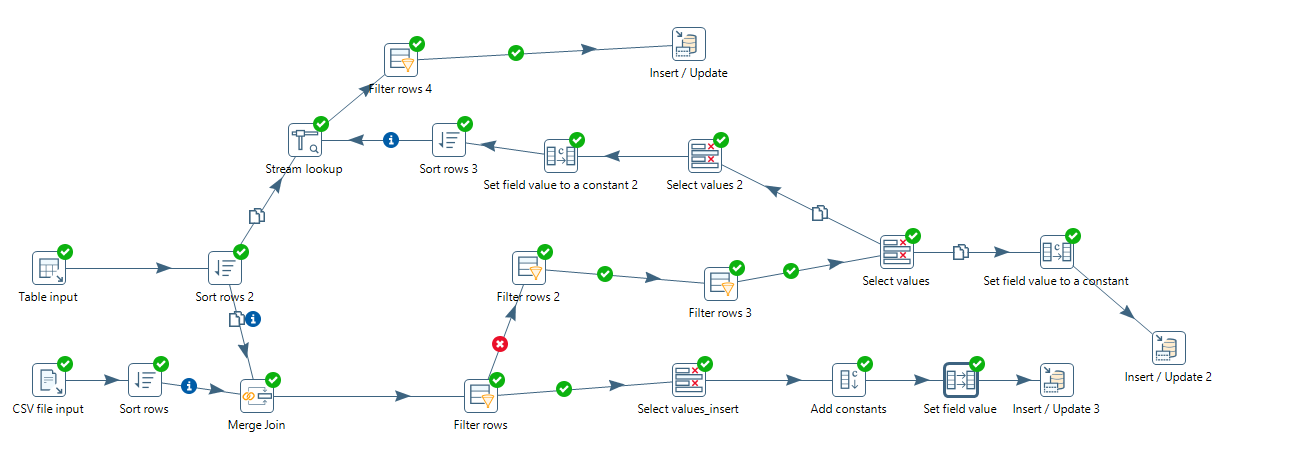 Insert / Update
Filter rows 4
Stream lookup
Sort rows 3
Set field value to a constant 2
Select values 2
Table input
Sort rows 2
Filter rows 2
Filter rows 3
Select values
Set field value to a constant
Insert / Update 2
CSV file input
Sort rows
Merge Join
Filter rows
Select values_insert
Add constants
Set field value
Insert / Update 3